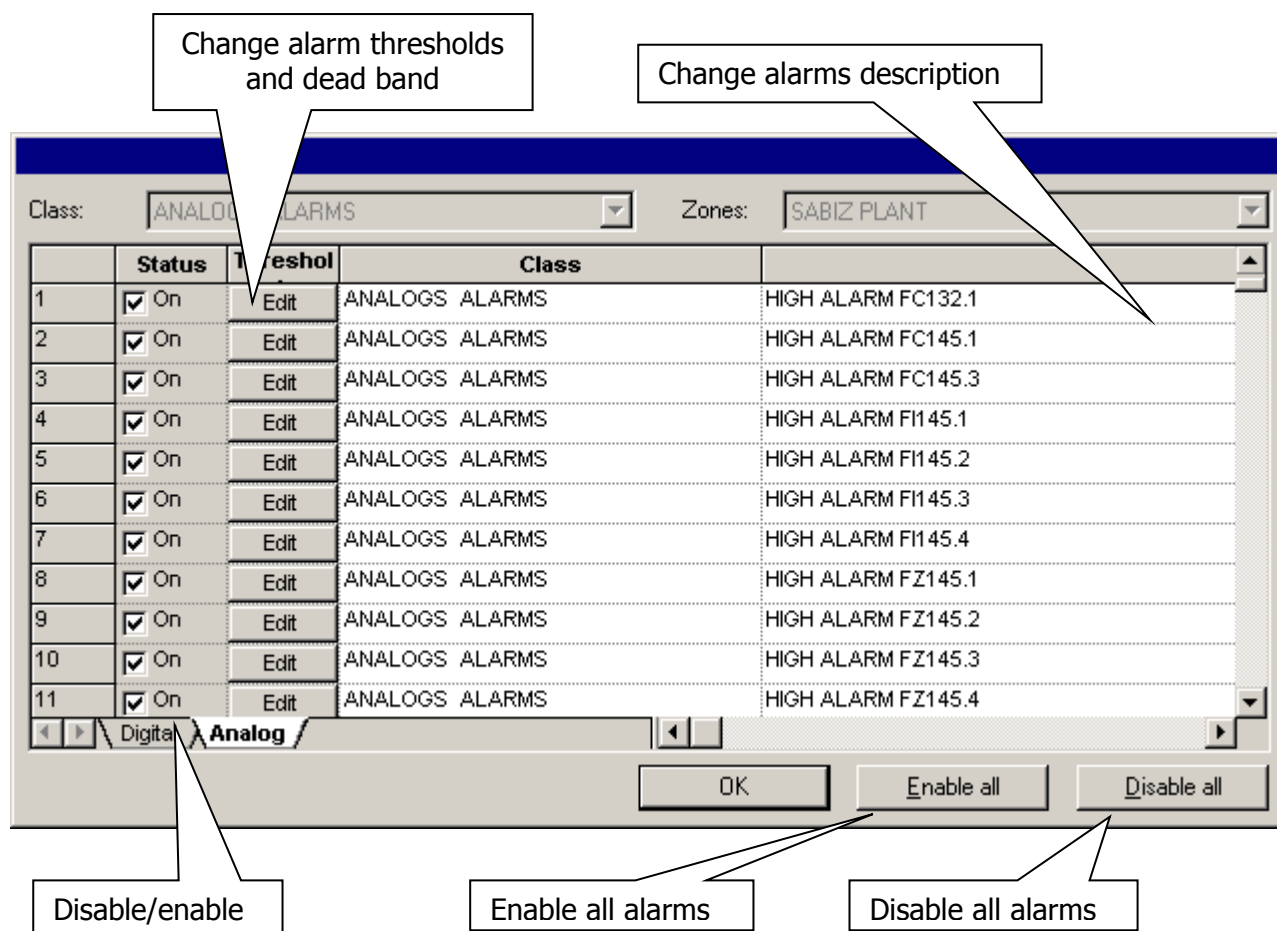 Change alarm thresholds
and dead band
Change alarms description
Class:
ANALOGS ALARMS
Zones:
SABIZ PLANT
Status Threshol Class
1 On Edit ANALOGS ALARMS HIGH ALARM FC132.1
2 On Edit ANALOGS ALARMS HIGH ALARM FC145.1
3 On Edit ANALOGS ALARMS HIGH ALARM FC145.3
4 On Edit ANALOGS ALARMS HIGH ALARM FI145.1
5 On Edit ANALOGS ALARMS HIGH ALARM FI145.2
6 On Edit ANALOGS ALARMS HIGH ALARM FI145.3
7 On Edit ANALOGS ALARMS HIGH ALARM FI145.4
8 On Edit ANALOGS ALARMS HIGH ALARM FZ145.1
9 On Edit ANALOGS ALARMS HIGH ALARM FZ145.2
10 On Edit ANALOGS ALARMS HIGH ALARM FZ145.3
11 On Edit ANALOGS ALARMS HIGH ALARM FZ145.4
Digital Analog
OK Enable all Disable all
Disable/enable
Enable all alarms
Disable all alarms